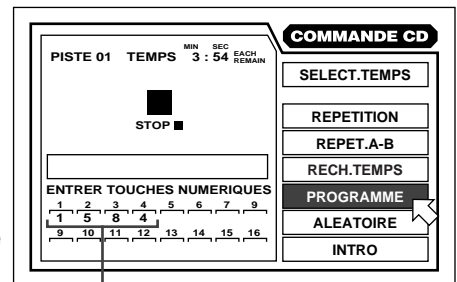 COMMANDE CD
PISTE 01 TEMPS MIN 3 : SEC 54 EACH REMAIN
SELECT.TEMPS
STOP
REPETITION
REPET.A-B
RECH.TEMPS
ENTRER TOUCHES NUMERIQUES
PROGRAMME
1 2 3 4 5 6 7 9
1 5 8 4
ALEATOIRE
9 10 11 12 13 14 15 16
INTRO